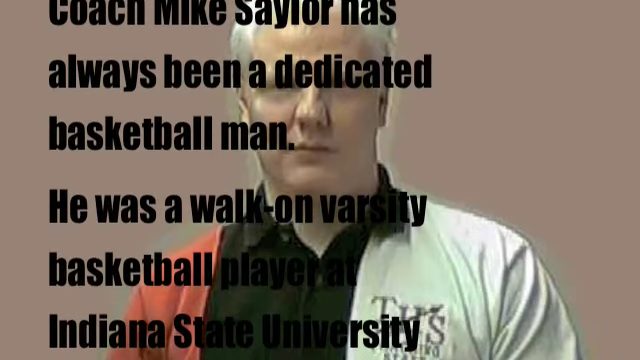 Coach Mike Saylor has
always been a dedicated
basketball man.
He was a walk-on varsity
basketball player at
Indiana State University